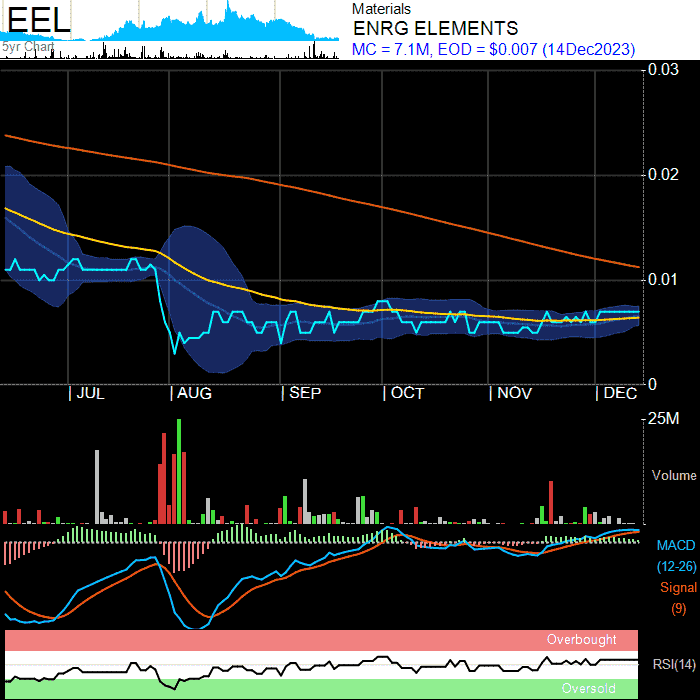 EEL
5yr Chart
Materials
ENRG ELEMENTS
MC = 7.1M, EOD = $0.007 (14Dec2023)
0.03
0.02
0.01
0
JUL
AUG
SEP
OCT
NOV
DEC
25M
Volume
MACD
(12-26)
Signal
(9)
Overbought
RSI(14)
Oversold